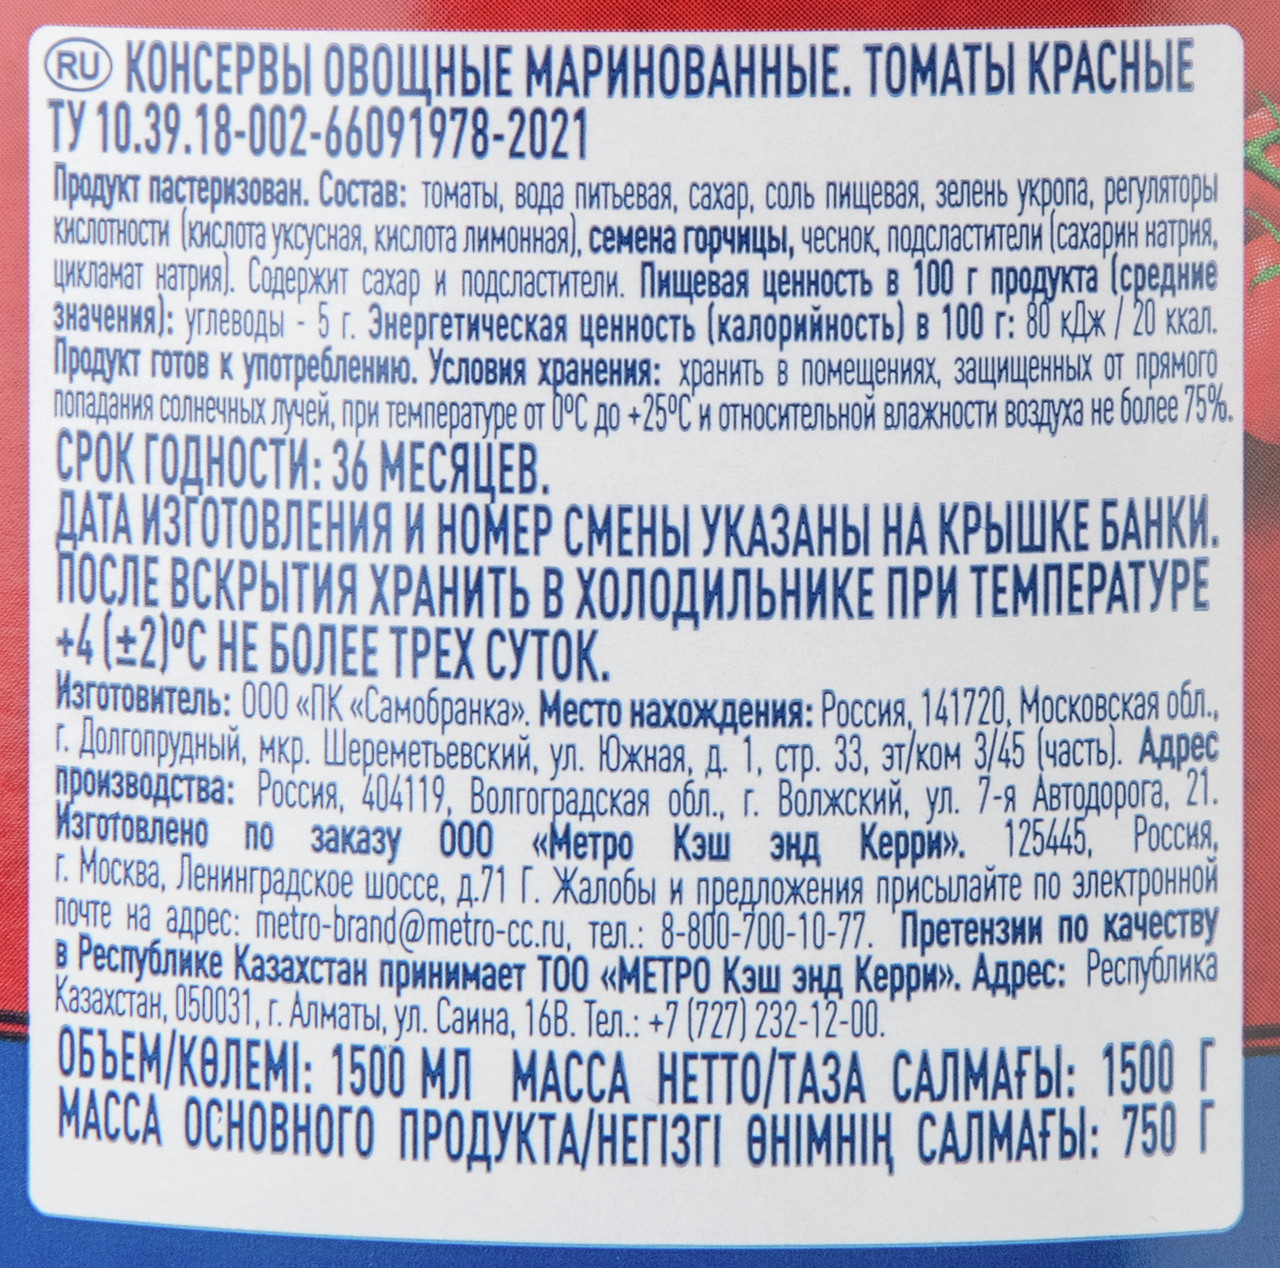 RU КОНСЕРВЫ ОВОЩНЫЕ МАРИНОВАННЫЕ. ТОМАТЫ КРАСНЫЕ
ТУ 10.39.18-002-66091978-2021
Продукт пастеризован. Состав: томаты, вода питьевая, сахар, соль пищевая, зелень укропа, регуляторы
кислотности (кислота уксусная, кислота лимонная), семена горчицы, чеснок, подсластители (сахарин натрия,
цикламат натрия). Содержит сахар и подсластители. Пищевая ценность в 100 г продукта (средние
значения): углеводы - 5 г. Энергетическая ценность (калорийность) в 100 г: 80 кДж / 20 ккал.
Продукт готов к употреблению. Условия хранения: хранить в помещениях, защищенных от прямого
попадания солнечных лучей, при температуре от 0°С до +25°С и относительной влажности воздуха не более 75%.
СРОК ГОДНОСТИ: 36 МЕСЯЦЕВ.
ДАТА ИЗГОТОВЛЕНИЯ И НОМЕР СМЕНЫ УКАЗАНЫ НА КРЫШКЕ БАНКИ.
ПОСЛЕ ВСКРЫТИЯ ХРАНИТЬ В ХОЛОДИЛЬНИКЕ ПРИ ТЕМПЕРАТУРЕ
+4 (±2)°С НЕ БОЛЕЕ ТРЕХ СУТОК.
Изготовитель: ООО «ПК «Самобранка». Место нахождения: Россия, 141720, Московская обл.,
г. Долгопрудный, мкр. Шереметьевский, ул. Южная, д. 1, стр. 33, эт/ком 3/45 (часть). Адрес
производства: Россия, 404119, Волгоградская обл., г. Волжский, ул. 7-я Автодорога, 21.
Изготовлено по заказу ООО «Метро Кэш энд Керри». 125445, Россия,
г. Москва, Ленинградское шоссе, д.71 Г. Жалобы и предложения присылайте по электронной
почте на адрес: metro-brand@metro-cc.ru, тел.: 8-800-700-10-77. Претензии по качеству
в Республике Казахстан принимает ТОО «МЕТРО Кэш энд Керри». Адрес: Республика
Казахстан, 050031, г. Алматы, ул. Саина, 16В. Тел.: +7 (727) 232-12-00.
ОБЪЕМ/КӨЛЕМІ: 1500 МЛ МАССА НЕТТО/ТАЗА САЛМАҒЫ: 1500 Г
МАССА ОСНОВНОГО ПРОДУКТА/НЕГІЗГІ ӨНІМНІҢ САЛМАҒЫ: 750 Г